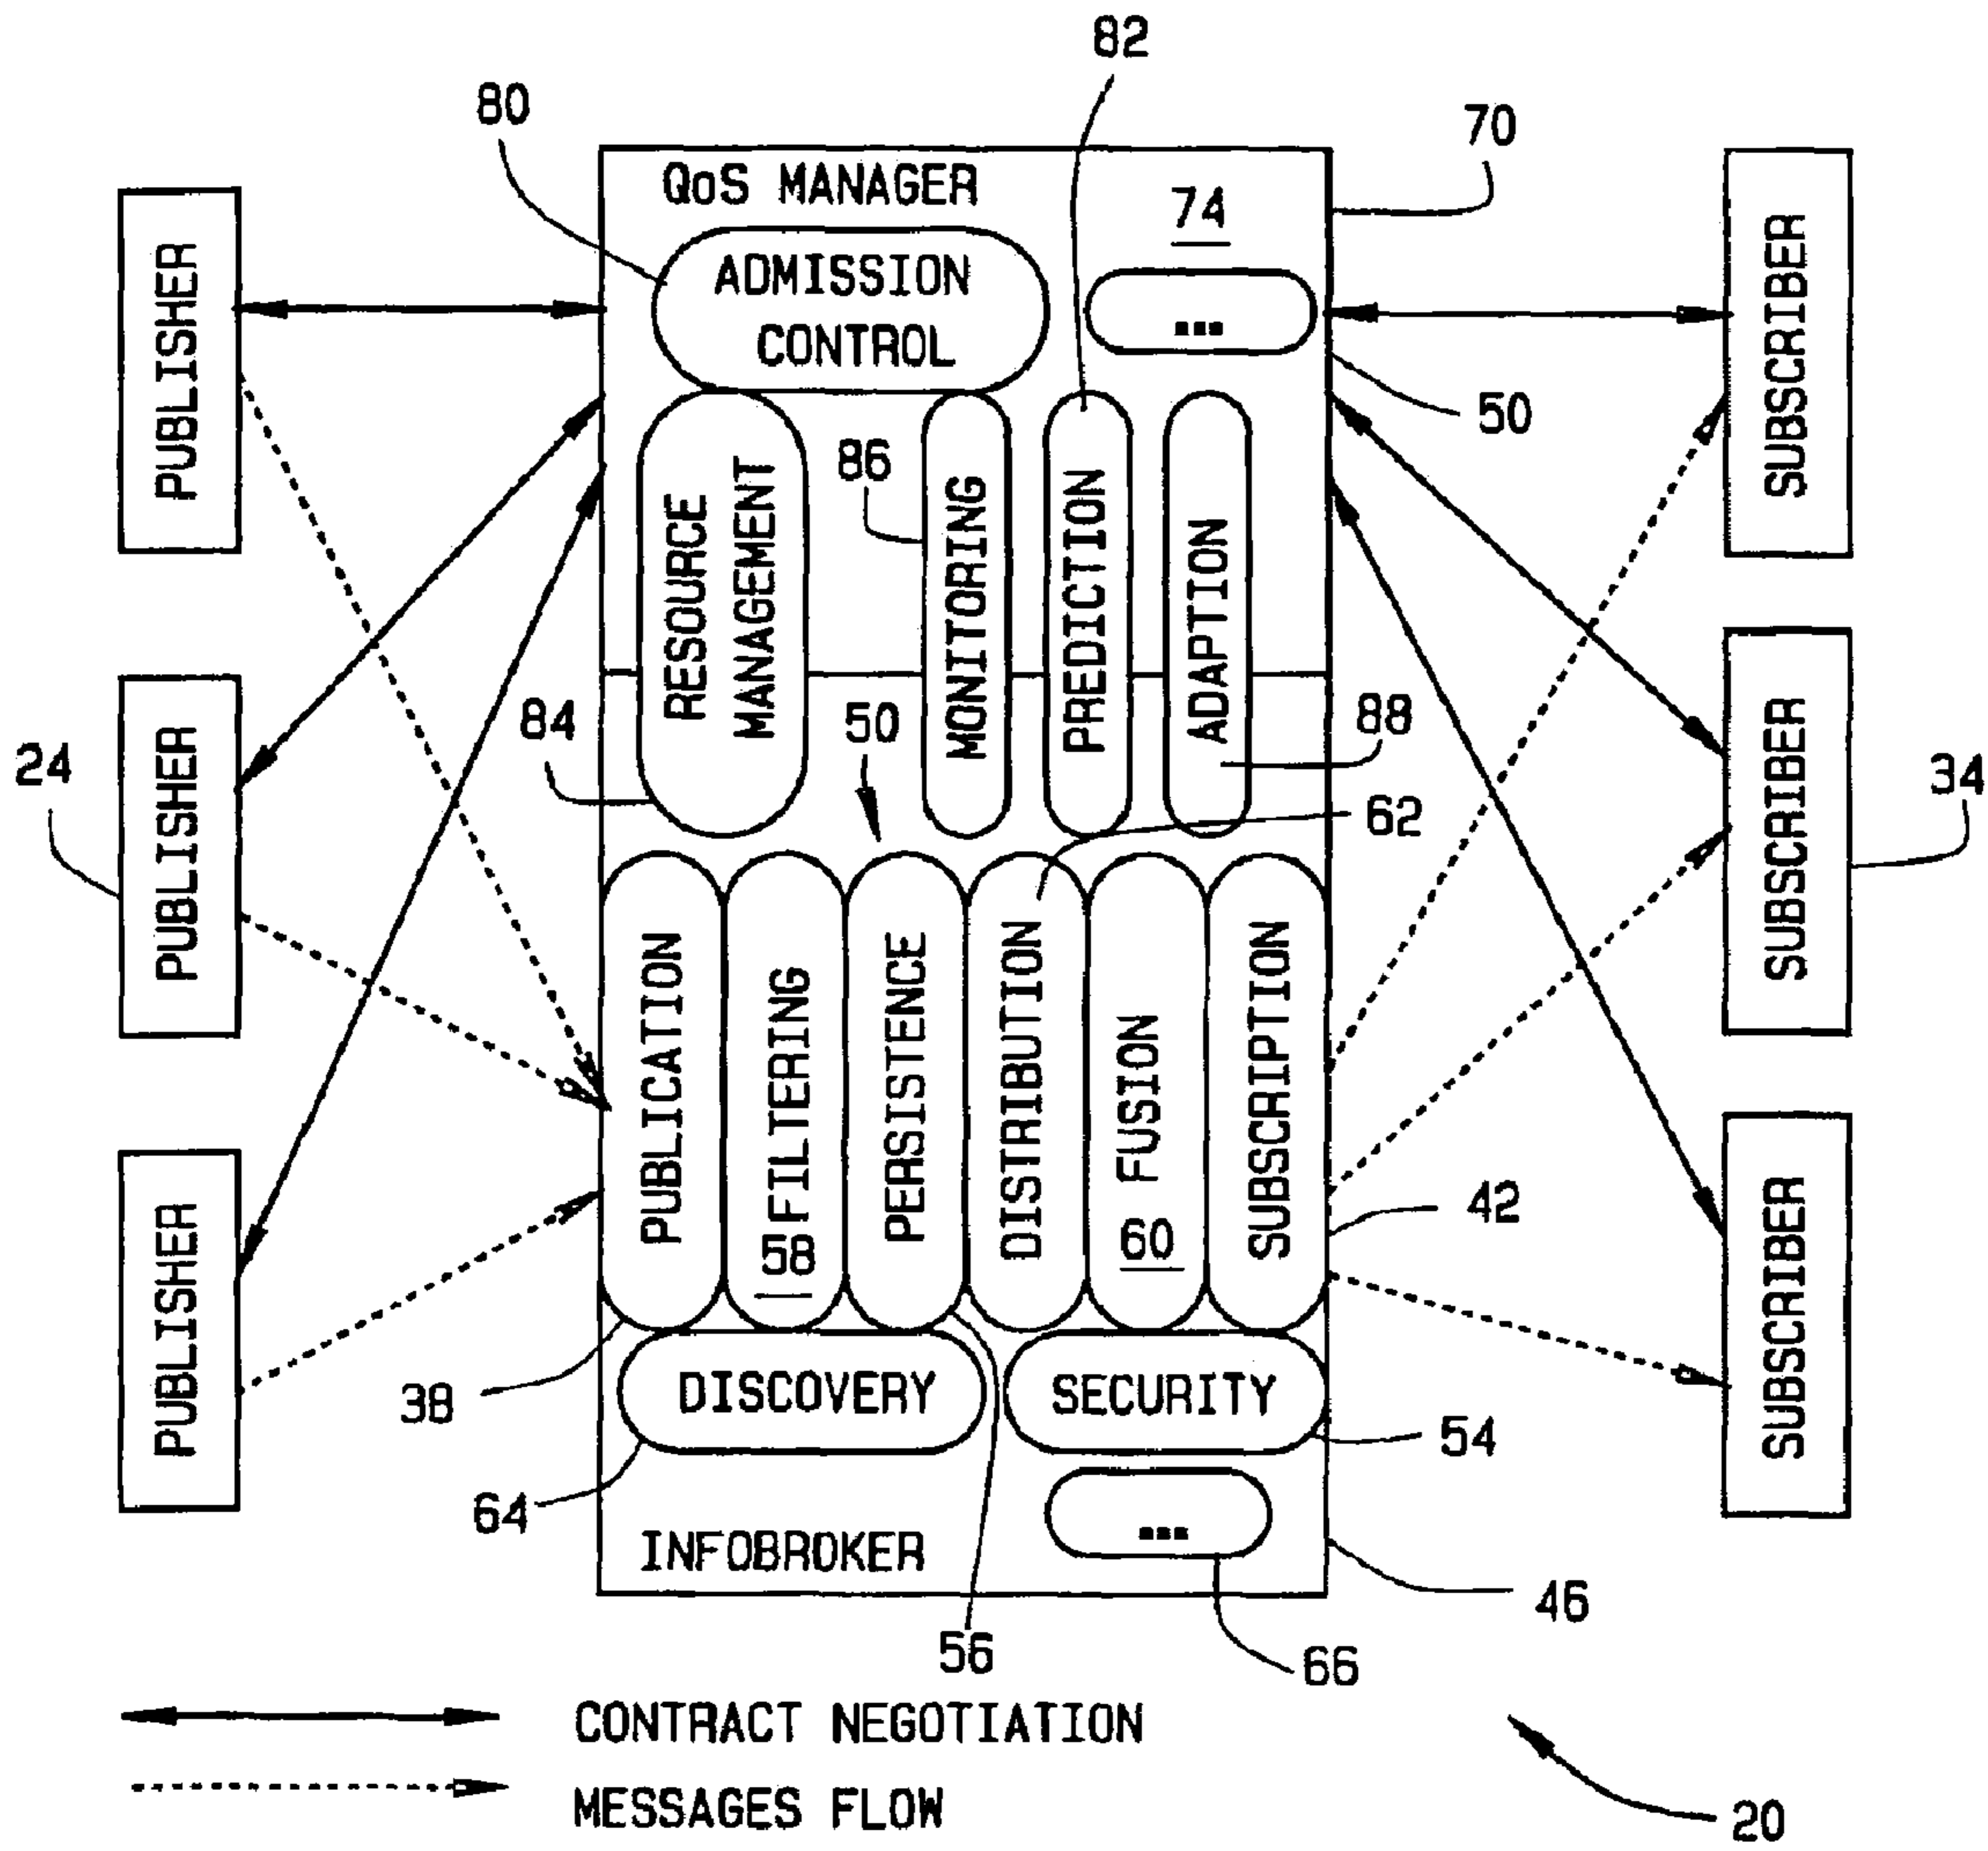 82
80
70
QoS MANAGER
74
ADMISSION
CONTROL
...
PUBLISHER
SUBSCRIBER
50
86
RESOURCE
MANAGEMENT
MONITORING
PREDICTION
ADAPTION
84
50
88
62
24
PUBLISHER
SUBSCRIBER
34
PUBLICATION
FILTERING
58
PERSISTENCE
DISTRIBUTION
FUSION
60
SUBSCRIPTION
42
PUBLISHER
SUBSCRIBER
38
DISCOVERY
SECURITY
54
64
...
INFOBROKER
46
56
66
CONTRACT NEGOTIATION
MESSAGES FLOW
20